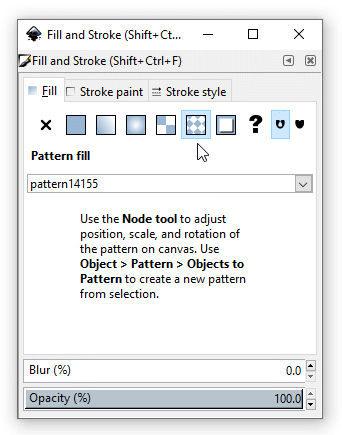 Fill and Stroke (Shift+Ct...
Fill and Stroke (Shift+Ctrl+F)
Fill
Stroke paint
Stroke style
?
Pattern fill
pattern14155
Use the Node tool to adjust
position, scale, and rotation of
the pattern on canvas. Use
Object > Pattern > Objects to
Pattern to create a new pattern
from selection.
Blur (%) 0.0
Opacity (%) 100.0